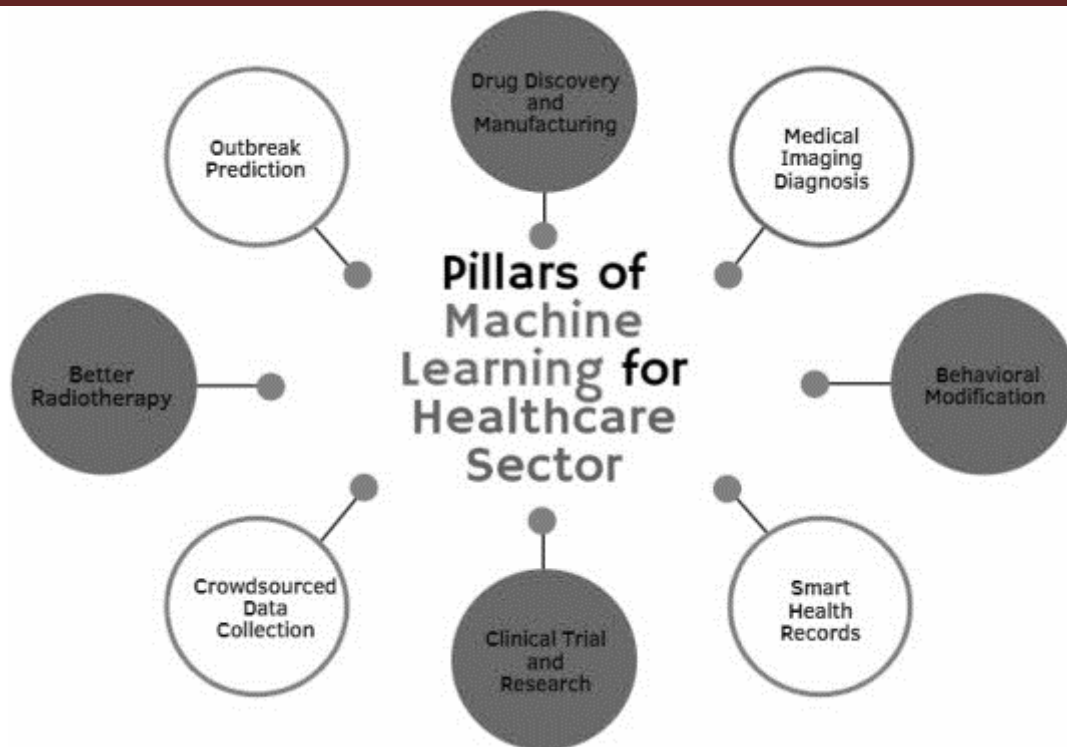 Drug Discovery
and
Manufacturing
Outbreak
Prediction
Medical
Imaging
Diagnosis
Pillars of
Machine
Learning for
Healthcare
Sector
Better
Radiotherapy
Behavioral
Modification
Crowdsourced
Data
Collection
Clinical Trial
and
Research
Smart
Health
Records